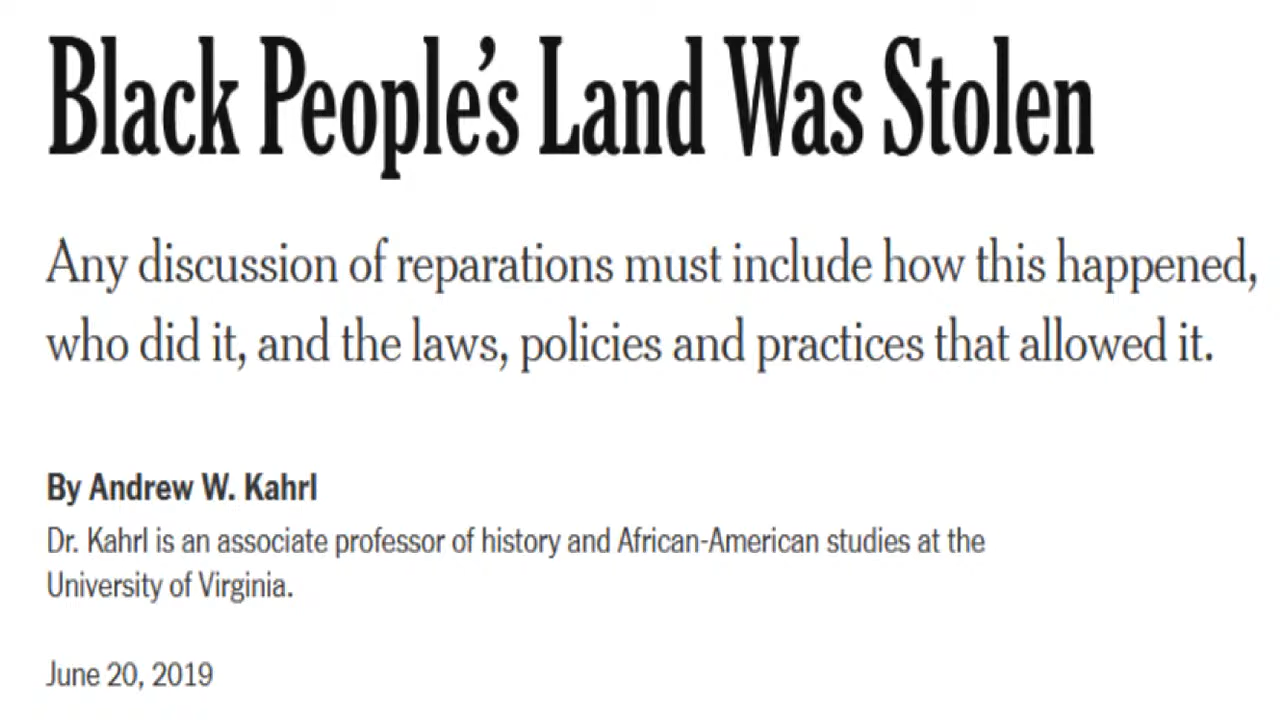 Black People’s Land Was Stolen
Any discussion of reparations must include how this happened,
who did it, and the laws, policies and practices that allowed it.
By Andrew W. Kahrl
Dr. Kahrl is an associate professor of history and African-American studies at the
University of Virginia.
June 20, 2019